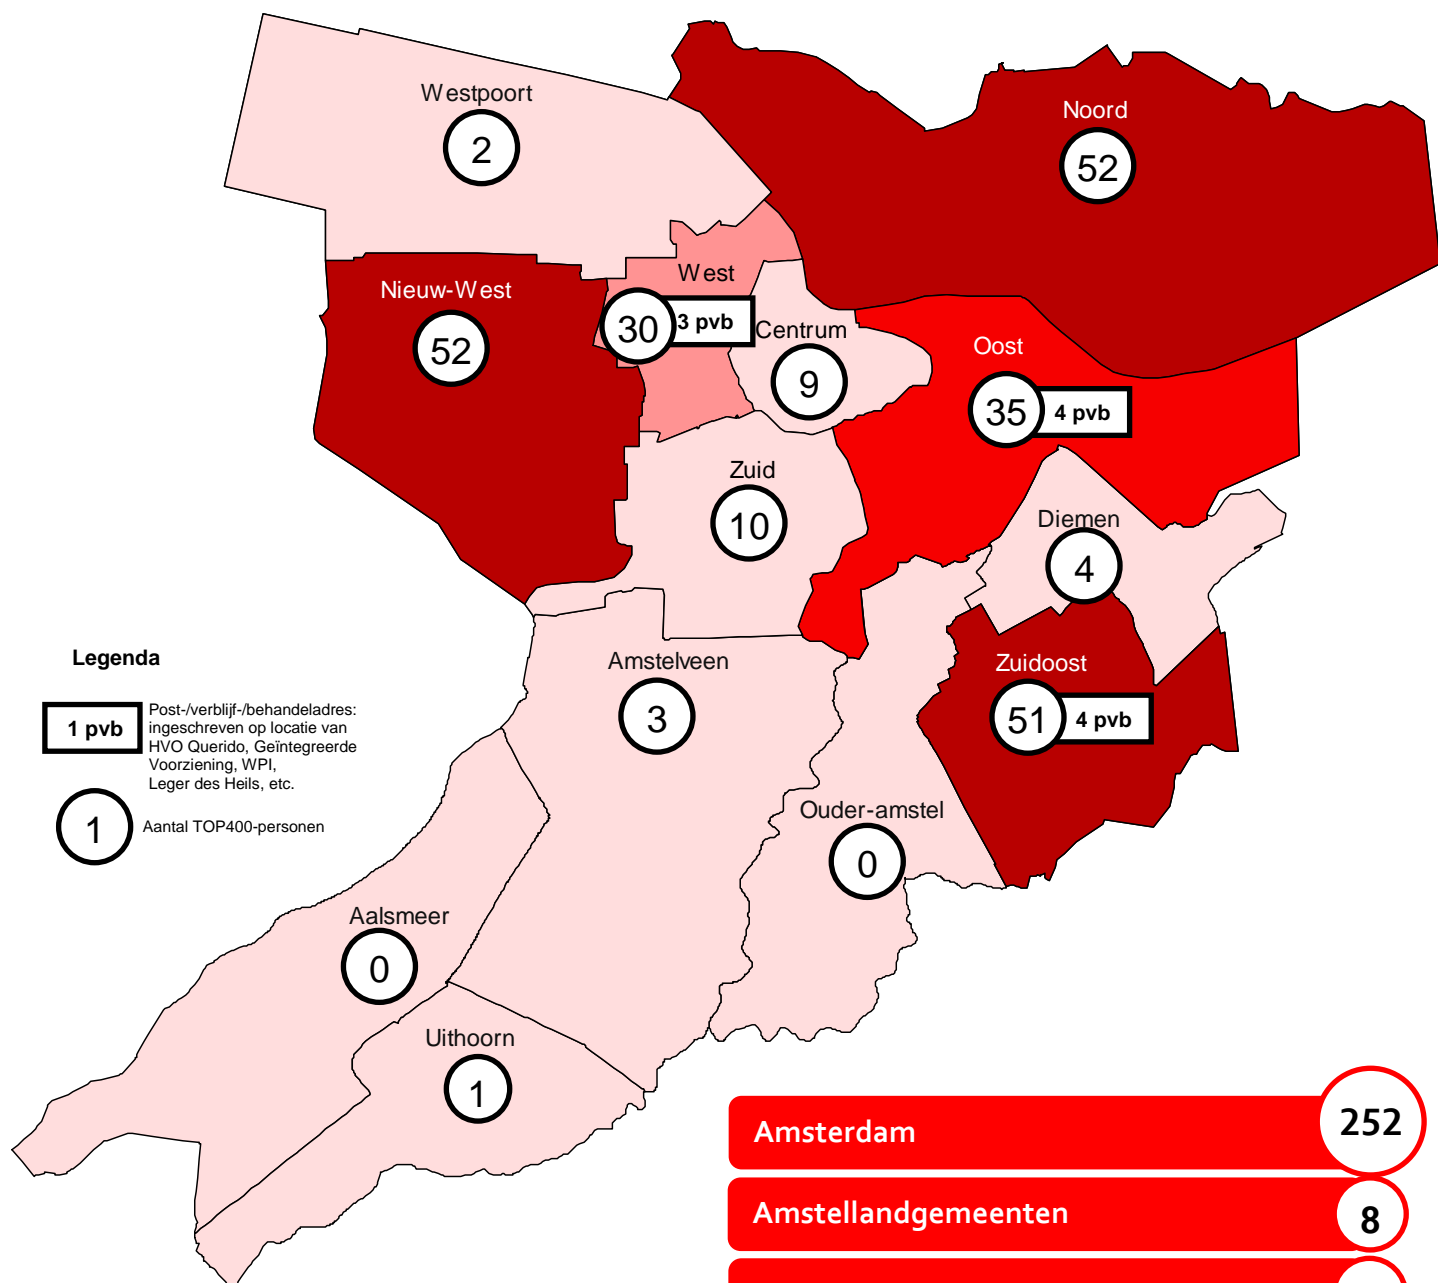 Westpoort
2
Noord
52
West
Nieuw-West
30
3 pvb
52
Centrum
9
Oost
35
4 pvb
Zuid
10
Diemen
4
Legenda
1 pvb
Post-/verblijf-/behandeladres:
ingeschreven op locatie van
HVO Querido, Geïntegreerde
Voorziening, WPI,
Leger des Heils, etc.
1
Aantal TOP400-personen
Amstelveen
3
Zuidoost
51
4 pvb
Ouder-amstel
0
Aalsmeer
0
Uithoorn
1
Amsterdam
252
Amstellandgemeenten
8